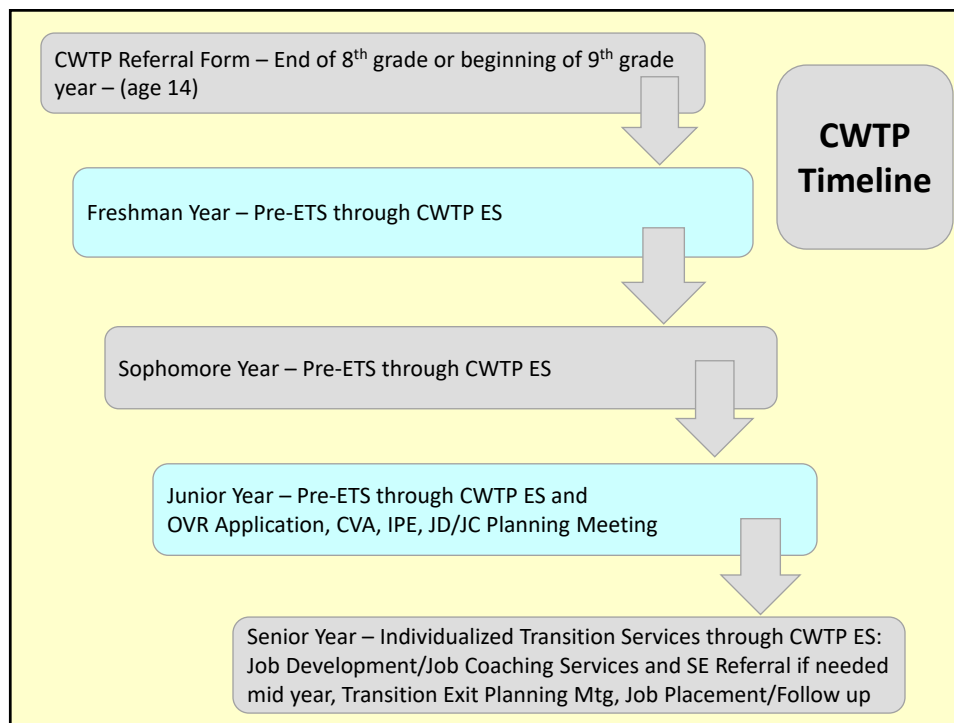 CWTP Referral Form – End of 8th grade or beginning of 9th grade
year – (age 14)
CWTP
Timeline
Freshman Year – Pre-ETS through CWTP ES
Sophomore Year – Pre-ETS through CWTP ES
Junior Year – Pre-ETS through CWTP ES and
OVR Application, CVA, IPE, JD/JC Planning Meeting
Senior Year – Individualized Transition Services through CWTP ES:
Job Development/Job Coaching Services and SE Referral if needed
mid year, Transition Exit Planning Mtg, Job Placement/Follow up